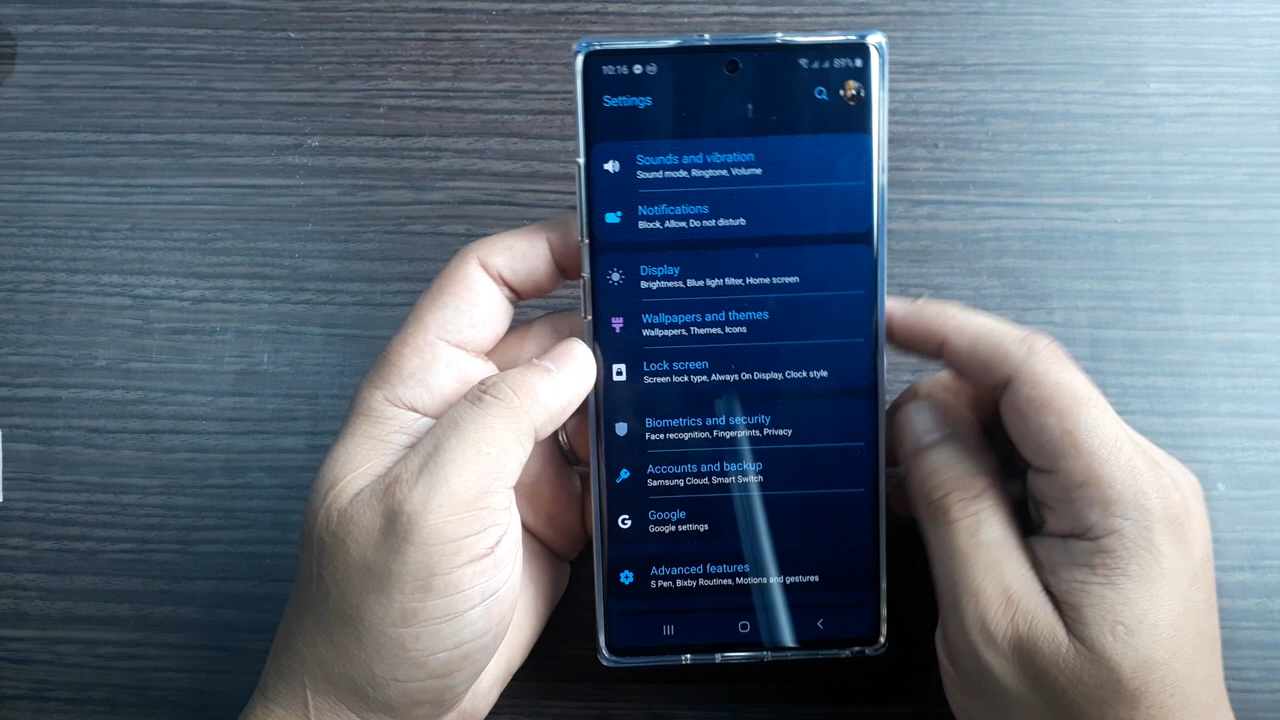 10:16
89%
Settings
Sounds and vibration
Sound mode, Ringtone, Volume
Notifications
Block, Allow, Do not disturb
Display
Brightness, Blue light filter, Home screen
Wallpapers and themes
Wallpapers, Themes, Icons
Lock screen
Screen lock type, Always On Display, Clock style
Biometrics and security
Face recognition, Fingerprints, Privacy
Accounts and backup
Samsung Cloud, Smart Switch
Google
Google settings
Advanced features
S Pen, Bixby Routines, Motions and gestures